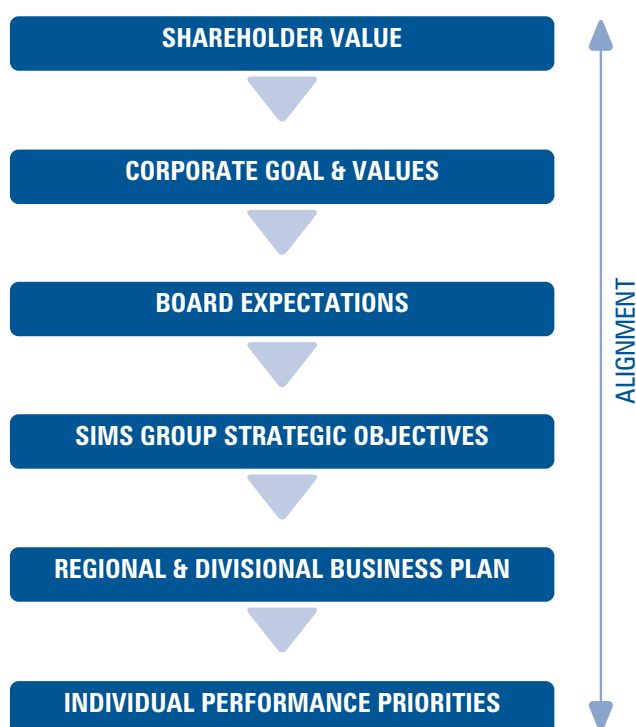 SHAREHOLDER VALUE
CORPORATE GOAL & VALUES
BOARD EXPECTATIONS
SIMS GROUP STRATEGIC OBJECTIVES
REGIONAL & DIVISIONAL BUSINESS PLAN
INDIVIDUAL PERFORMANCE PRIORITIES
ALIGNMENT